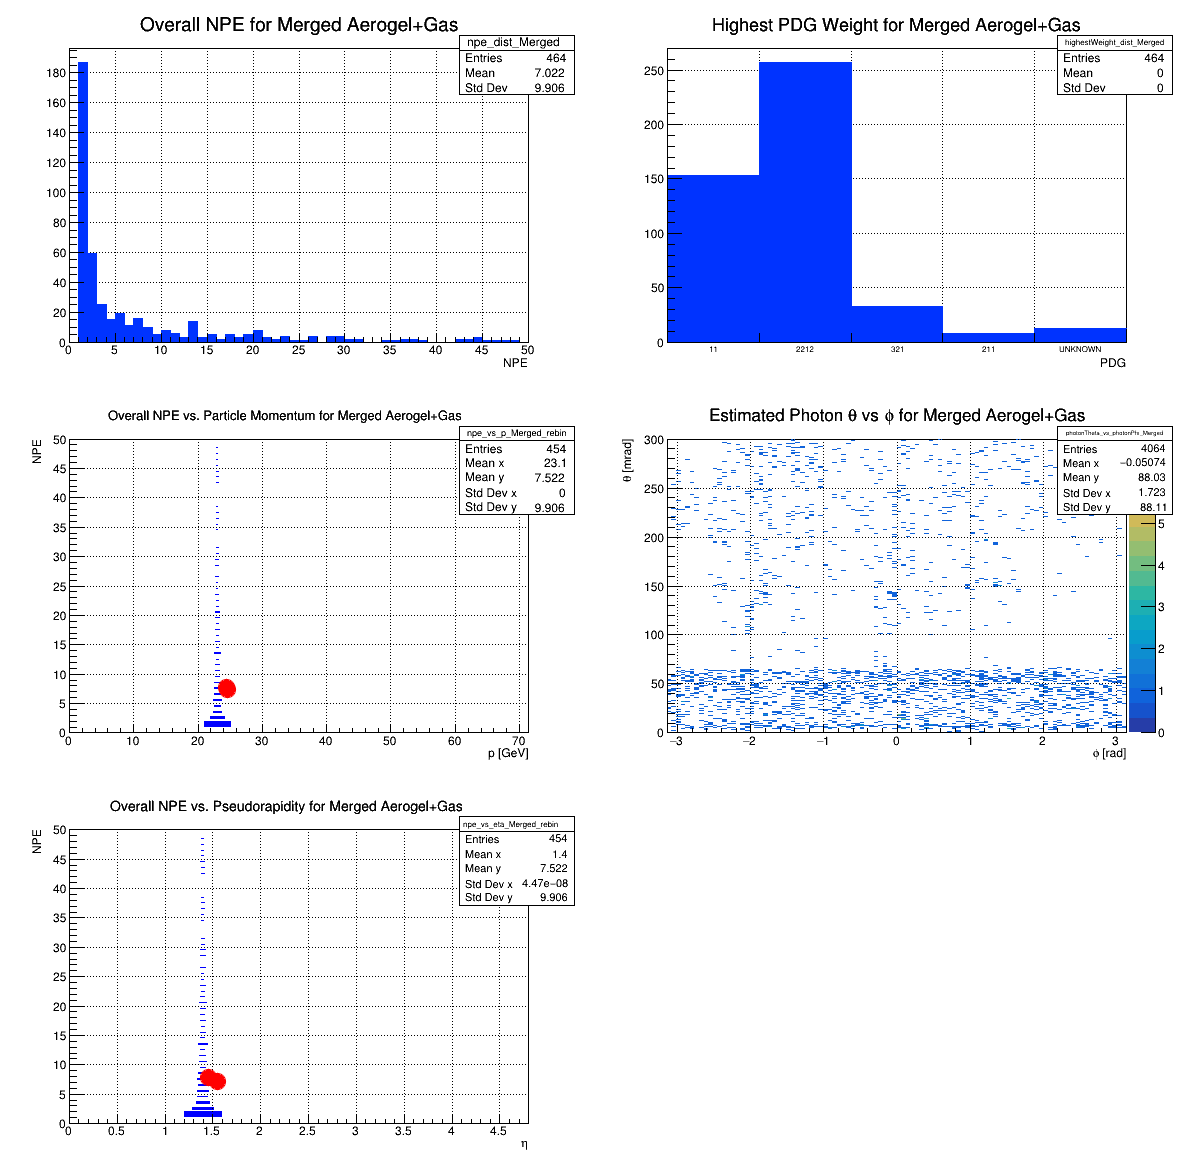 Overall NPE for Merged Aerogel+Gas
npe_dist_Merged
Entries 464
Mean 7.022
Std Dev 9.906
180
160
140
120
100
80
60
40
20
0
0 5 10 15 20 25 30 35 40 45 50
NPE
Highest PDG Weight for Merged Aerogel+Gas
highestWeight_dist_Merged
Entries 464
Mean 0
Std Dev 0
250
200
150
100
50
0
11 2212 321 211 UNKNOWN
PDG
Overall NPE vs. Particle Momentum for Merged Aerogel+Gas
npe_vs_p_Merged_rebin
Entries 454
Mean x 23.1
Mean y 7.522
Std Dev x 0
Std Dev y 9.906
NPE
50
45
40
35
30
25
20
15
10
5
0
0 10 20 30 40 50 60 70
p [GeV]
Estimated Photon θ vs φ for Merged Aerogel+Gas
photonTheta_vs_photonPhi_Merged
Entries 4064
Mean x −0.05074
Mean y 88.03
Std Dev x 1.723
Std Dev y 88.11
θ [mrad]
300
250
200
150
100
50
0
−3 −2 −1 0 1 2 3
φ [rad]
5
4
3
2
1
0
Overall NPE vs. Pseudorapidity for Merged Aerogel+Gas
npe_vs_eta_Merged_rebin
Entries 454
Mean x 1.4
Mean y 7.522
Std Dev x 4.47e−08
Std Dev y 9.906
NPE
50
45
40
35
30
25
20
15
10
5
0
0 0.5 1 1.5 2 2.5 3 3.5 4 4.5
η